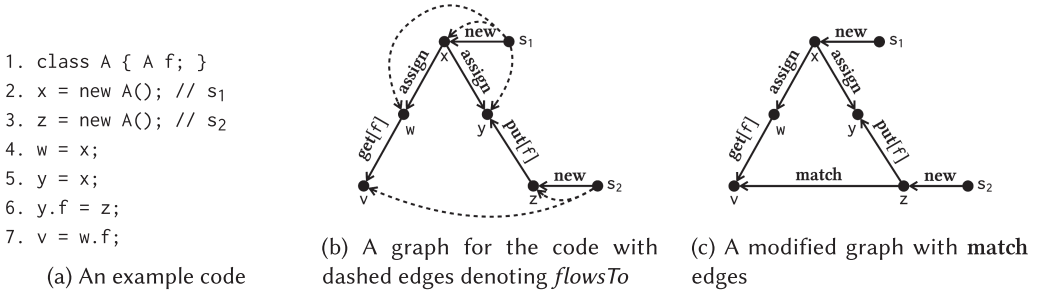 1. class A { A f; }
2. x = new A(); // s₁
3. z = new A(); // s₂
4. w = x;
5. y = x;
6. y.f = z;
7. v = w.f;
(a) An example code
new
s₁
x
assign
assign
w
y
get[f]
put[f]
new
s₂
v
z
(b) A graph for the code with
dashed edges denoting flowsTo
new
s₁
x
assign
assign
w
y
get[f]
put[f]
match
new
s₂
v
z
(c) A modified graph with match
edges